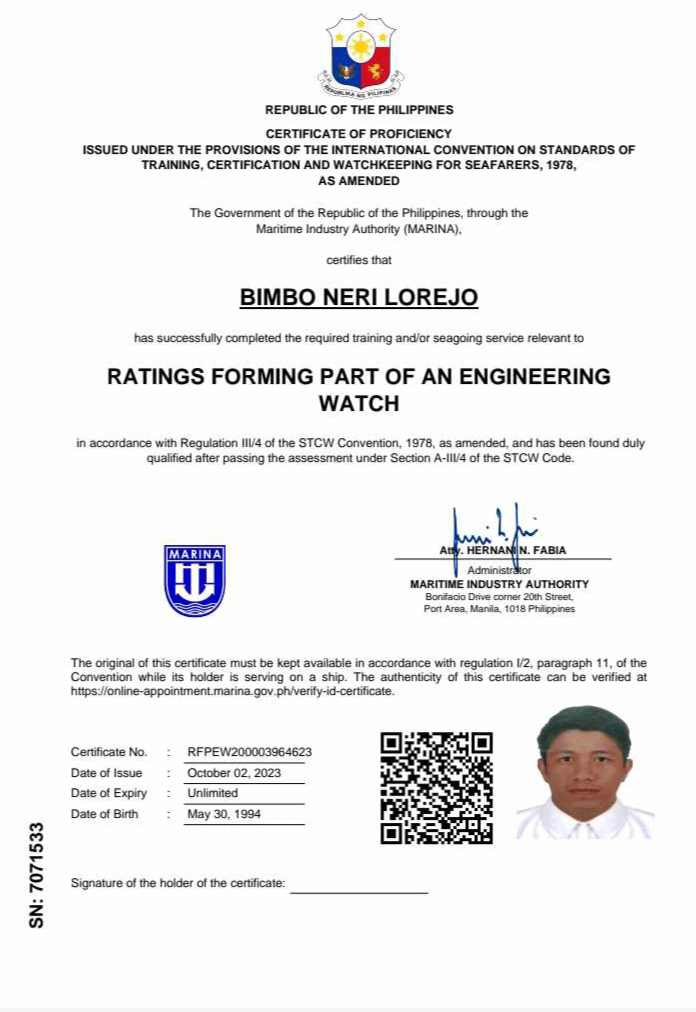 REPUBLIKA NG PILIPINAS
REPUBLIC OF THE PHILIPPINES
CERTIFICATE OF PROFICIENCY
ISSUED UNDER THE PROVISIONS OF THE INTERNATIONAL CONVENTION ON STANDARDS OF
TRAINING, CERTIFICATION AND WATCHKEEPING FOR SEAFARERS, 1978,
AS AMENDED
The Government of the Republic of the Philippines, through the
Maritime Industry Authority (MARINA),
certifies that
BIMBO NERI LOREJO
has successfully completed the required training and/or seagoing service relevant to
RATINGS FORMING PART OF AN ENGINEERING
WATCH
in accordance with Regulation III/4 of the STCW Convention, 1978, as amended, and has been found duly
qualified after passing the assessment under Section A-III/4 of the STCW Code.
MARINA
Atty. HERNANI N. FABIA
Administrator
MARITIME INDUSTRY AUTHORITY
Bonifacio Drive corner 20th Street,
Port Area, Manila, 1018 Philippines
The original of this certificate must be kept available in accordance with regulation I/2, paragraph 11, of the
Convention while its holder is serving on a ship. The authenticity of this certificate can be verified at
https://online-appointment.marina.gov.ph/verify-id-certificate.
Certificate No. : RFPEW200003964623
Date of Issue : October 02, 2023
Date of Expiry : Unlimited
Date of Birth : May 30, 1994
SN: 7071533
Signature of the holder of the certificate: